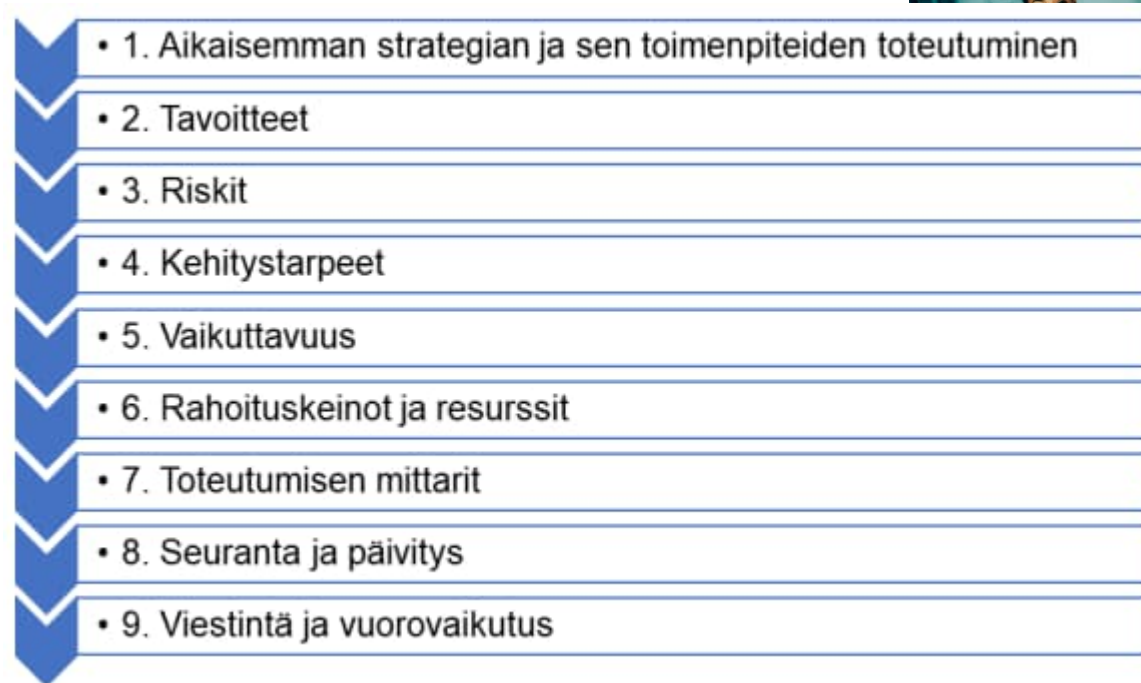 • 1. Aikaisemman strategian ja sen toimenpiteiden toteutuminen
• 2. Tavoitteet
• 3. Riskit
• 4. Kehitystarpeet
• 5. Vaikuttavuus
• 6. Rahoituskeinot ja resurssit
• 7. Toteutumisen mittarit
• 8. Seuranta ja päivitys
• 9. Viestintä ja vuorovaikutus